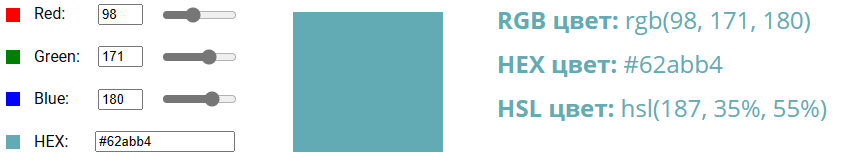 Red: 98
Green: 171
Blue: 180
HEX: #62abb4
RGB цвет: rgb(98, 171, 180)
HEX цвет: #62abb4
HSL цвет: hsl(187, 35%, 55%)